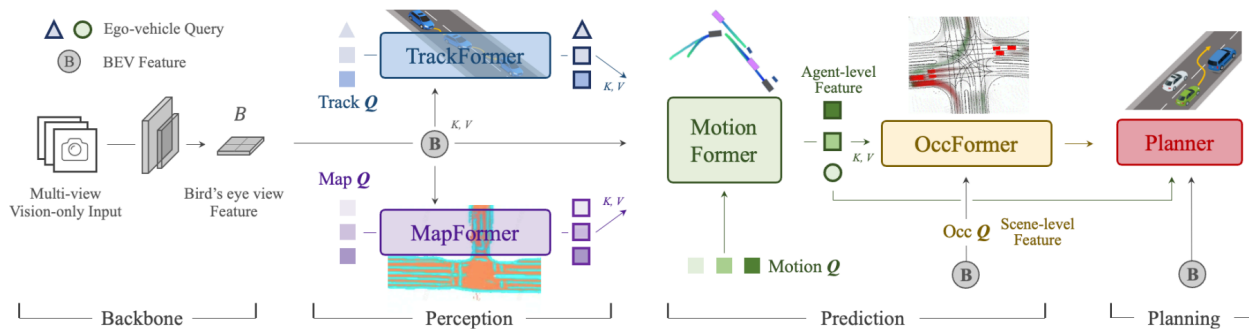 Ego-vehicle Query
B
BEV Feature
B
Multi-view
Vision-only Input
Bird's eye view
Feature
Backbone
TrackFormer
Track Q
K, V
K, V
B
Map Q
MapFormer
K, V
Perception
Motion
Former
Motion Q
Agent-level
Feature
K, V
OccFormer
Occ Q
Scene-level
Feature
B
Prediction
Planner
B
Planning